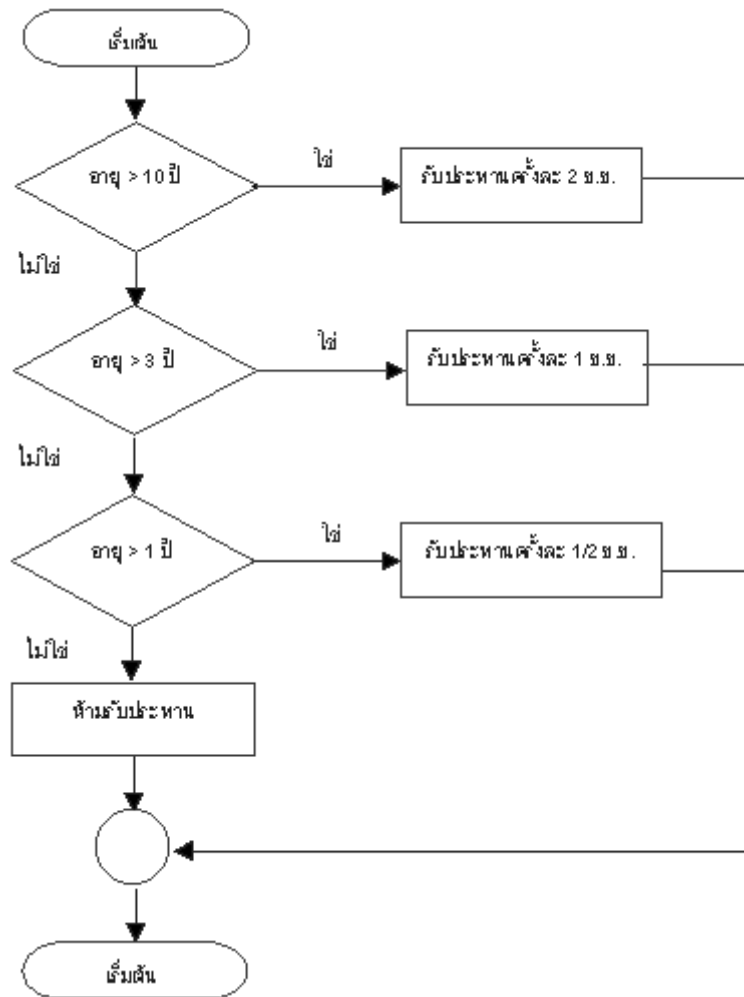 เริ่มต้น
อายุ > 10 ปี
ใช่
รับประทานครั้งละ 2 ช.ช.
ไม่ใช่
อายุ > 3 ปี
ใช่
รับประทานครั้งละ 1 ช.ช.
ไม่ใช่
อายุ > 1 ปี
ใช่
รับประทานครั้งละ 1/2 ช.ช.
ไม่ใช่
ห้ามรับประทาน
เริ่มต้น